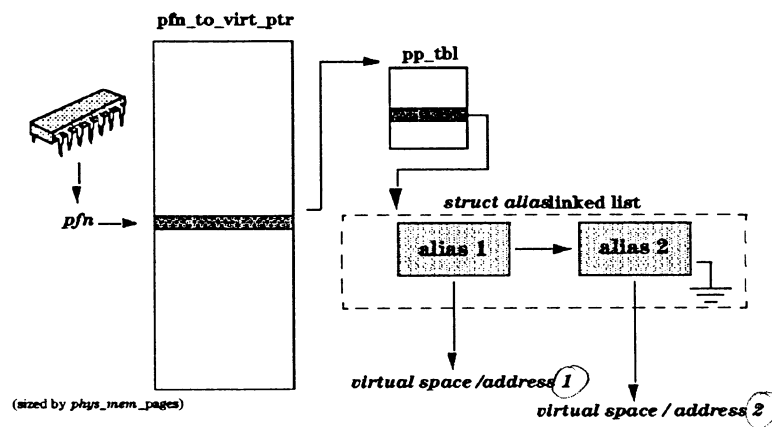 pfn_to_virt_ptr
pp_tbl
pfn
struct aliaslinked list
alias 1
alias 2
virtual space /address 1
(sized by phys_mem_pages)
virtual space / address 2